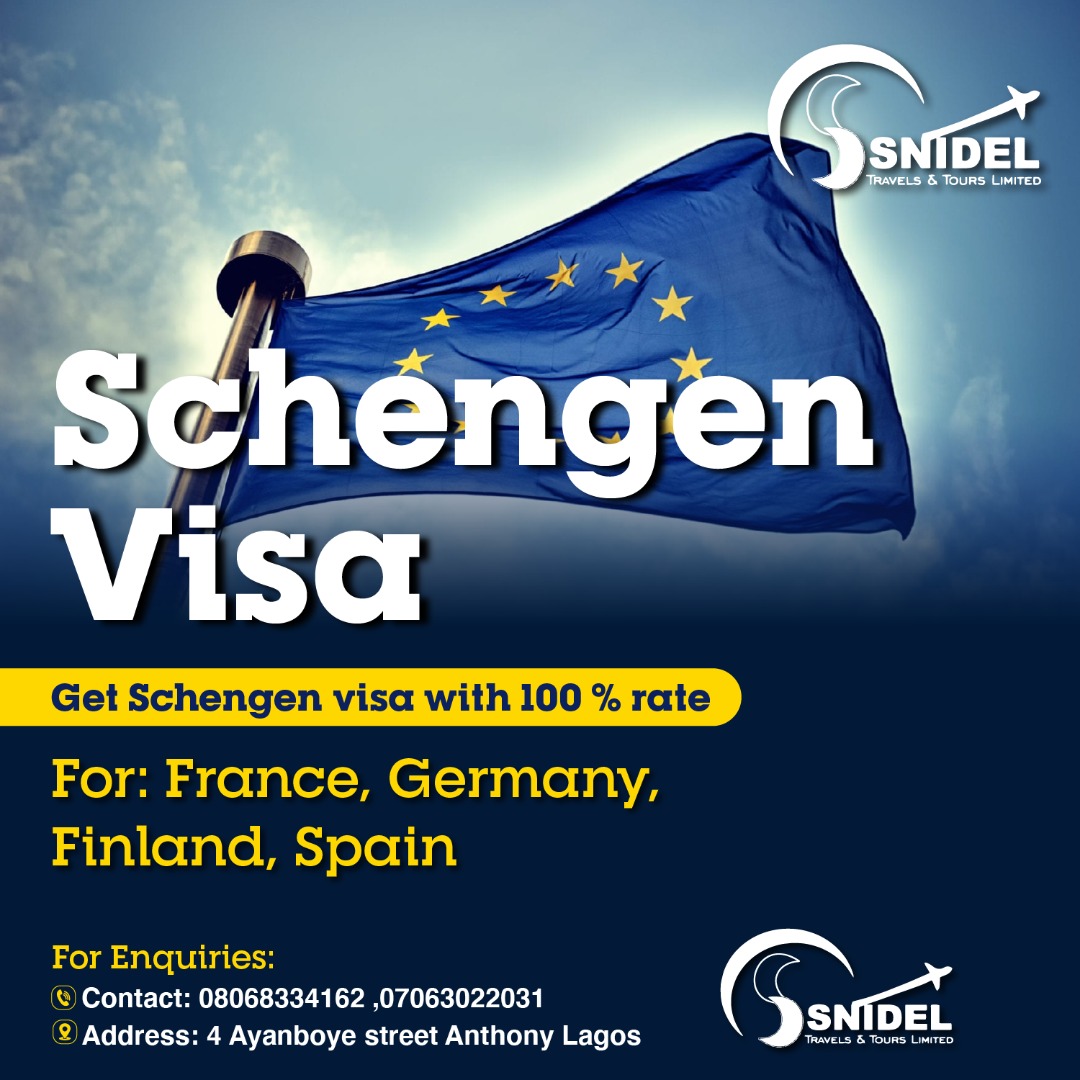 SNIDEL
TRAVELS & TOURS LIMITED
Schengen
Visa
Get Schengen visa with 100 % rate
For: France, Germany,
Finland, Spain
For Enquiries:
Contact: 08068334162 ,07063022031
Address: 4 Ayanboye street Anthony Lagos
SNIDEL
TRAVELS & TOURS LIMITED